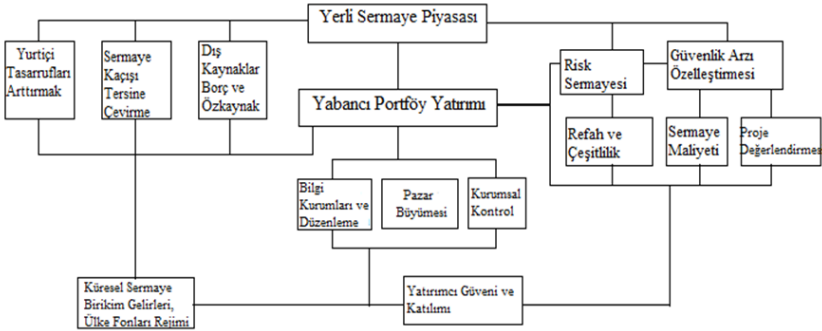 Yerli Sermaye Piyasası
Yurtiçi
Tasarrufları
Arttırmak
Sermaye
Kaçışı
Tersine
Çevirme
Dış
Kaynaklar
Borç ve
Özkaynak
Risk
Sermayesi
Güvenlik Arzı
Özelleştirmesi
Yabancı Portföy Yatırımı
Refah ve
Çeşitlilik
Sermaye
Maliyeti
Proje
Değerlendirmes
Bilgi
Kurumları ve
Düzenleme
Pazar
Büyümesi
Kurumsal
Kontrol
Küresel Sermaye
Birikim Gelirleri,
Ülke Fonları Rejimi
Yatırımcı Güveni ve
Katılımı